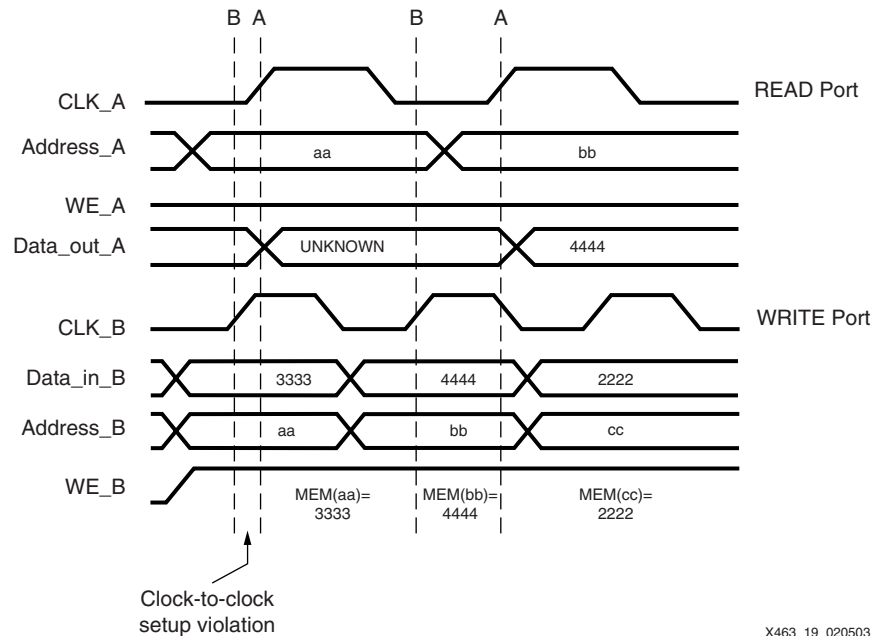 B A B A
CLK_A READ Port
Address_A aa bb
WE_A
Data_out_A UNKNOWN 4444
CLK_B WRITE Port
Data_in_B 3333 4444 2222
Address_B aa bb cc
WE_B
MEM(aa)= MEM(bb)= MEM(cc)=
3333 4444 2222
Clock-to-clock
setup violation
X463_19_020503